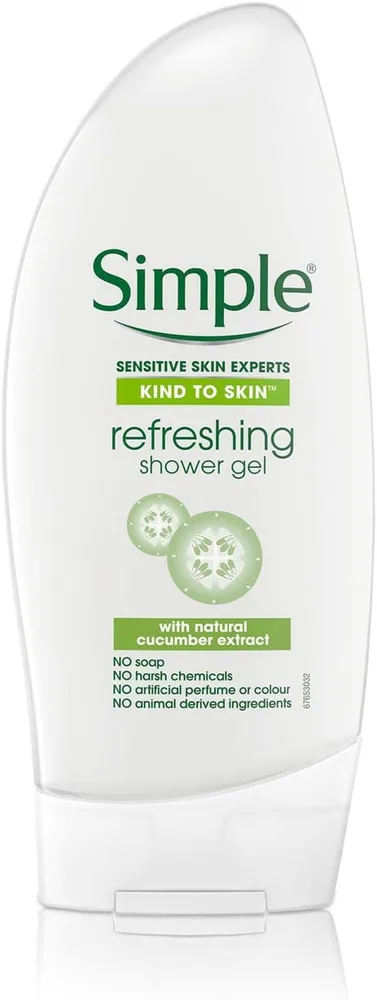 Simple®
SENSITIVE SKIN EXPERTS
KIND TO SKIN™
refreshing
shower gel
with natural
cucumber extract
NO soap
NO harsh chemicals
NO artificial perfume or colour
NO animal derived ingredients
67653032